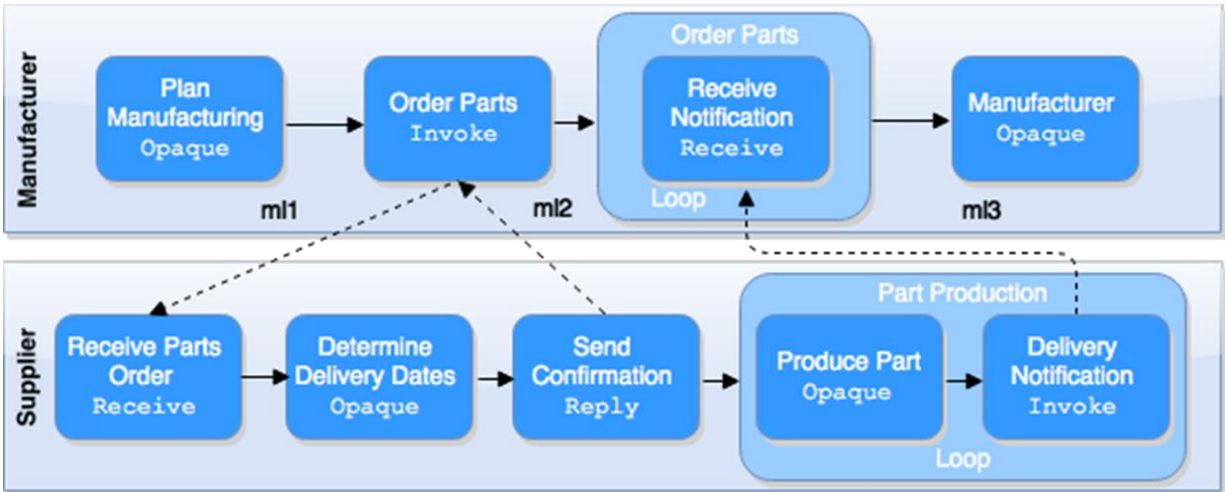 Manufacturer
Order Parts
Plan
Manufacturing
Opaque
Order Parts
Invoke
Receive
Notification
Receive
Manufacturer
Opaque
Loop
ml1
ml2
ml3
Supplier
Part Production
Receive Parts
Order
Receive
Determine
Delivery Dates
Opaque
Send
Confirmation
Reply
Produce Part
Opaque
Delivery
Notification
Invoke
Loop